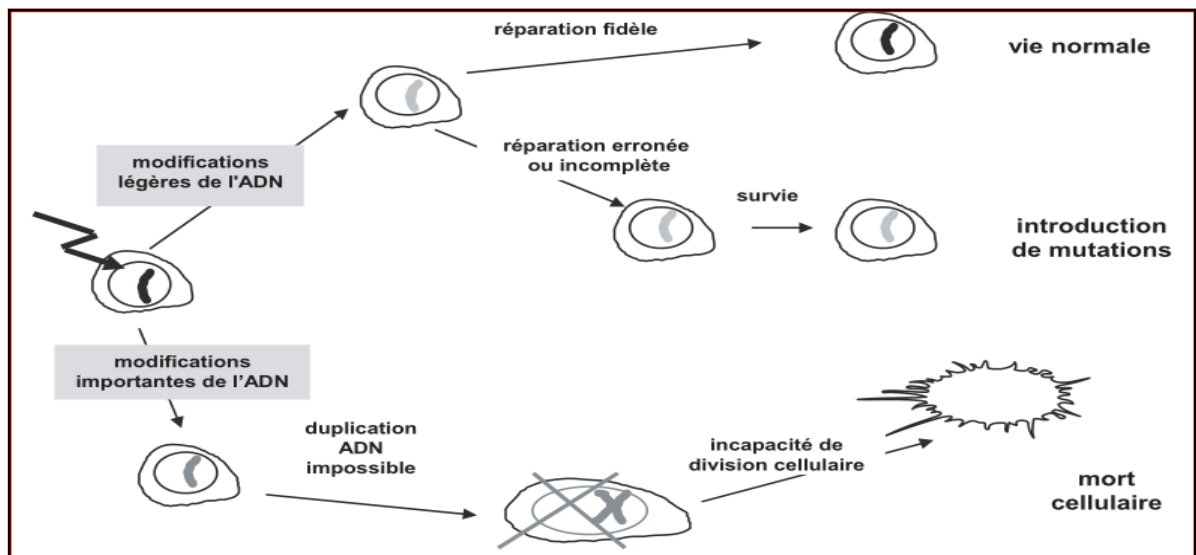 réparation fidèle
vie normale
modifications
légères de l'ADN
réparation erronée
ou incomplète
survie
introduction
de mutations
modifications
importantes de l'ADN
duplication
ADN
impossible
incapacité de
division cellulaire
mort
cellulaire